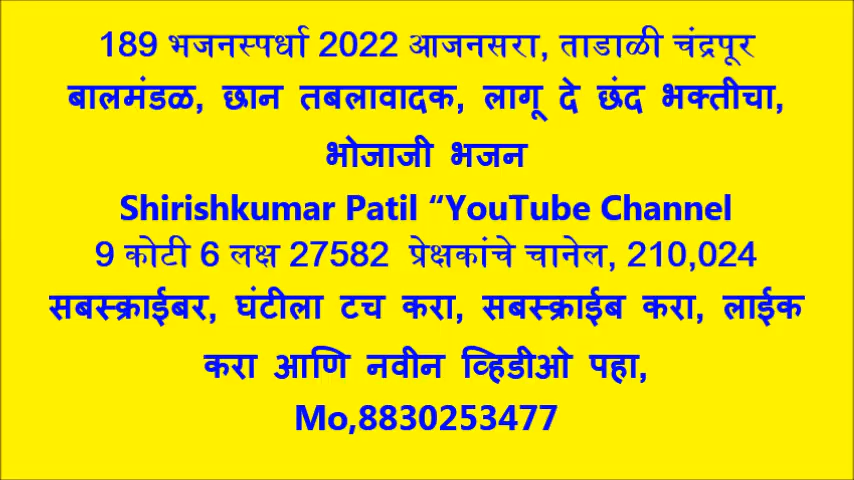 189 भजनस्पर्धा 2022 आजनसरा, ताडाळी चंद्रपूर
बालमंडळ, छान तबलावादक, लागू दे छंद भक्तीचा,
भोजाजी भजन
Shirishkumar Patil “YouTube Channel
9 कोटी 6 लक्ष 27582 प्रेक्षकांचे चानेल, 210,024
सबस्क्राईबर, घंटीला टच करा, सबस्क्राईब करा, लाईक
करा आणि नवीन व्हिडीओ पहा,
Mo,8830253477